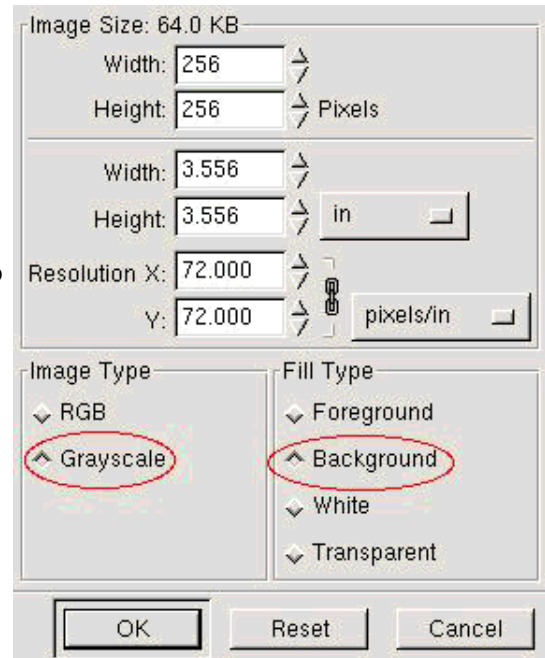 Image Size: 64.0 KB
Width: 256
Height: 256 Pixels
Width: 3.556
Height: 3.556 in
Resolution X: 72.000
Y: 72.000 pixels/in
Image Type
RGB
Grayscale
Fill Type
Foreground
Background
White
Transparent
OK Reset Cancel